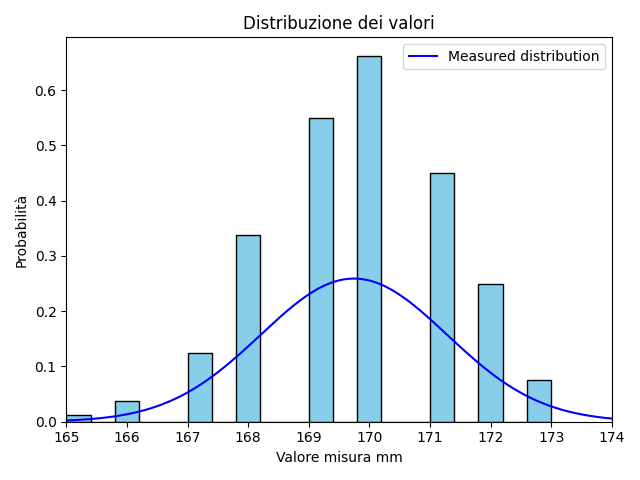 Distribuzione dei valori
Measured distribution
Probabilità
0.6
0.5
0.4
0.3
0.2
0.1
0.0
165 166 167 168 169 170 171 172 173 174
Valore misura mm